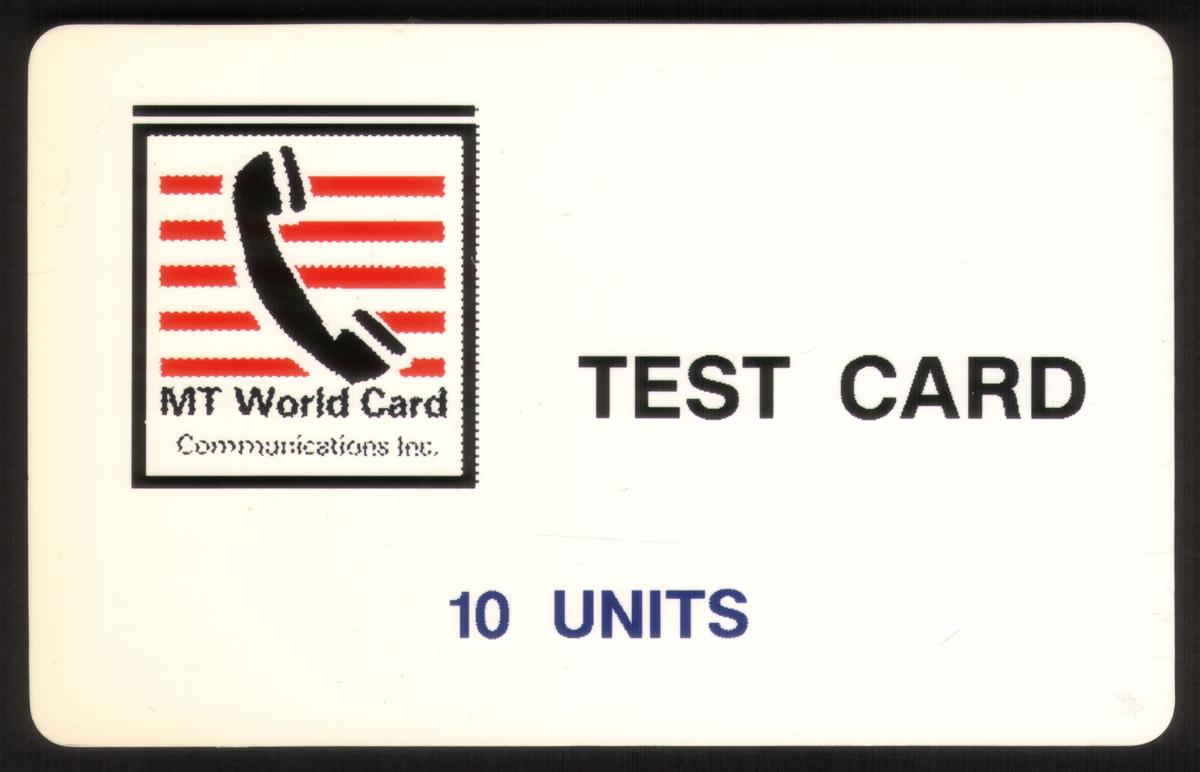 MT World Card
Communications Inc.
TEST CARD
10 UNITS